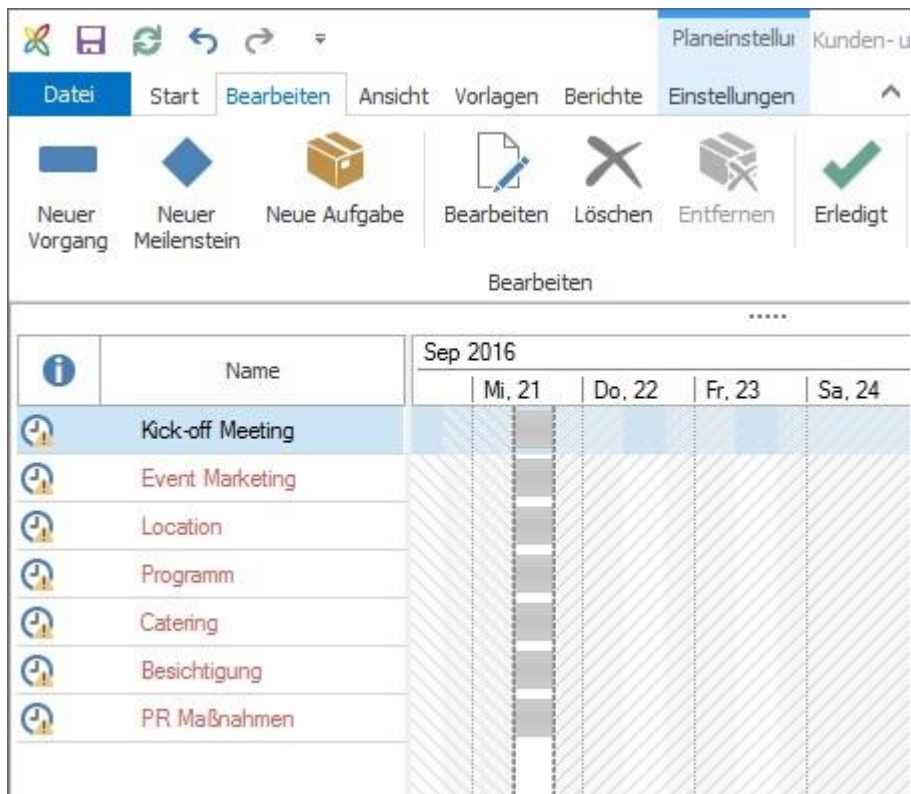 Planeinstellu Kunden- u
Datei Start Bearbeiten Ansicht Vorlagen Berichte Einstellungen
Neuer Vorgang
Neuer Meilenstein
Neue Aufgabe
Bearbeiten
Löschen
Entfernen
Erledigt
Bearbeiten
Name
Sep 2016
Mi, 21 Do, 22 Fr, 23 Sa, 24
Kick-off Meeting
Event Marketing
Location
Programm
Catering
Besichtigung
PR Maßnahmen